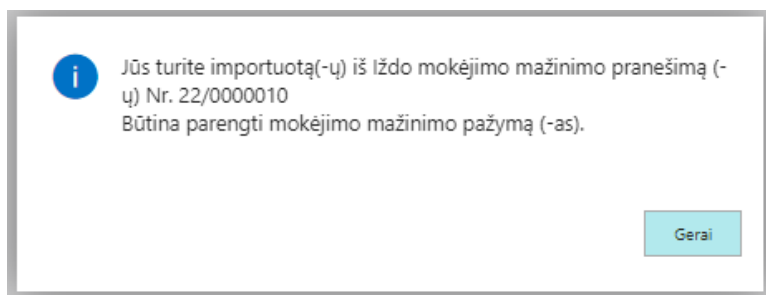 Jūs turite importuotą(-ų) iš Iždo mokėjimo mažinimo pranešimą (-
ų) Nr. 22/0000010
Būtina parengti mokėjimo mažinimo pažymą (-as).
Gerai